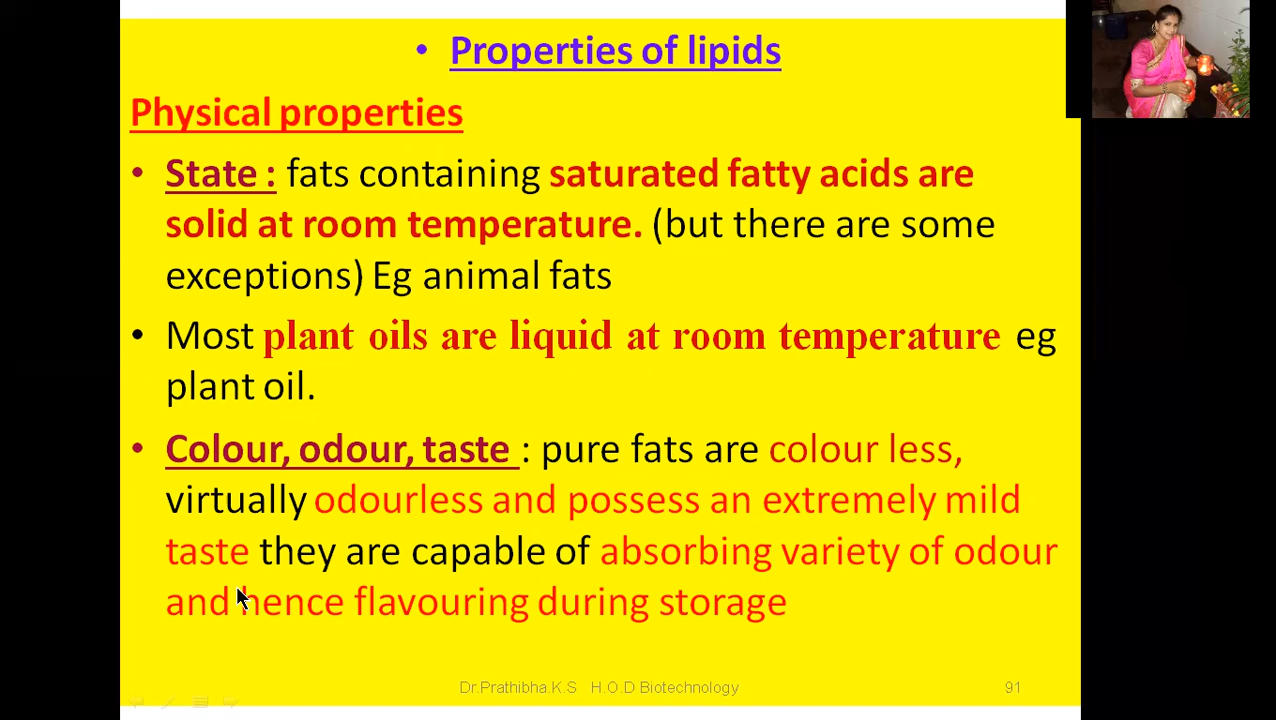 • Properties of lipids
Physical properties
• State : fats containing saturated fatty acids are
solid at room temperature. (but there are some
exceptions) Eg animal fats
• Most plant oils are liquid at room temperature eg
plant oil.
• Colour, odour, taste : pure fats are colour less,
virtually odourless and possess an extremely mild
taste they are capable of absorbing variety of odour
and hence flavouring during storage
Dr.Prathibha.K.S H.O.D Biotechnology 91